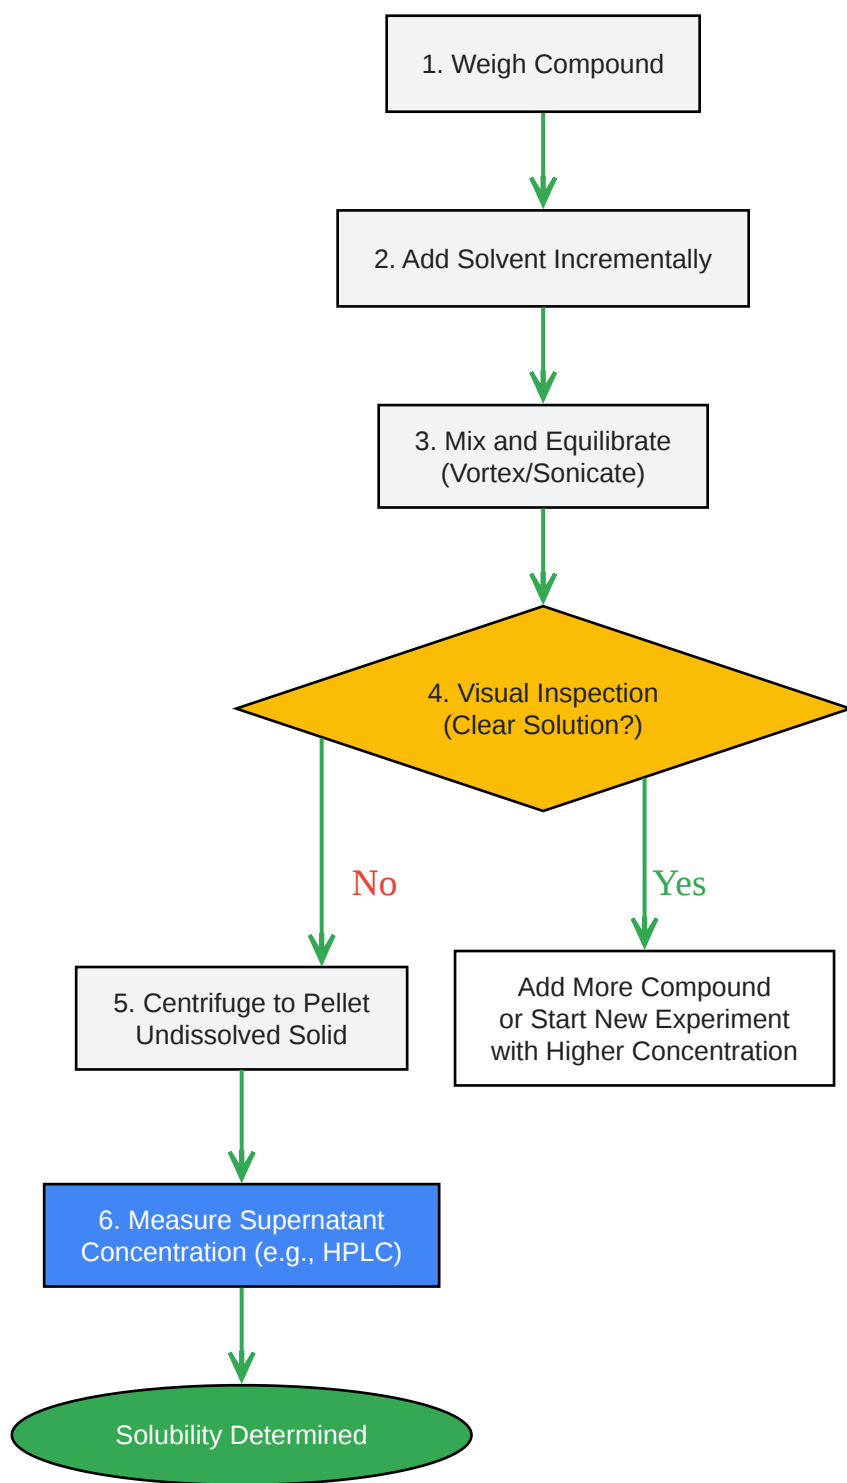 1. Weigh Compound
2. Add Solvent Incrementally
3. Mix and Equilibrate
(Vortex/Sonicate)
4. Visual Inspection
(Clear Solution?)
No
Yes
5. Centrifuge to Pellet
Undissolved Solid
Add More Compound
or Start New Experiment
with Higher Concentration
6. Measure Supernatant
Concentration (e.g., HPLC)
Solubility Determined